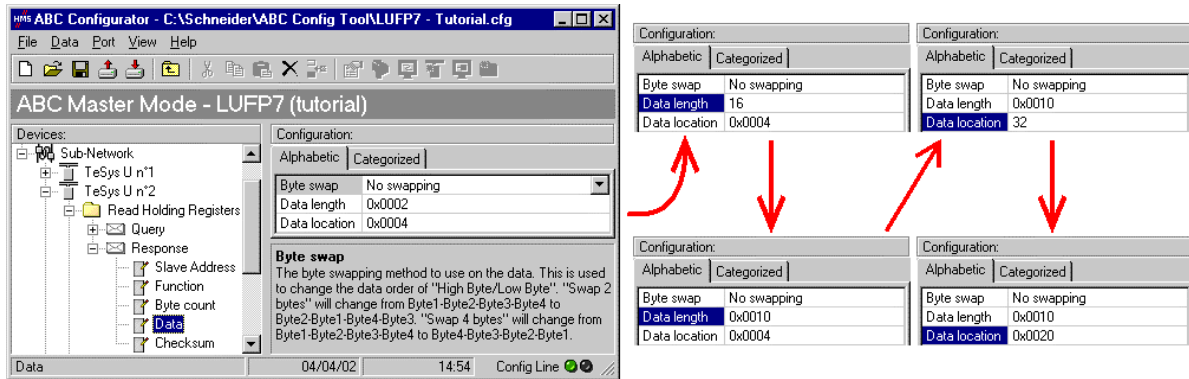 HMS ABC Configurator - C:\Schneider\ABC Config Tool\LUFP7 - Tutorial.cfg
File Data Port View Help
ABC Master Mode - LUFP7 (tutorial)
Devices:
Sub-Network
TeSys U n°1
TeSys U n°2
Read Holding Registers
Query
Response
Slave Address
Function
Byte count
Data
Checksum
Configuration:
Alphabetic Categorized
Byte swap No swapping
Data length 0x0002
Data location 0x0004
Byte swap
The byte swapping method to use on the data. This is used
to change the data order of "High Byte/Low Byte". "Swap 2
bytes" will change from Byte1-Byte2-Byte3-Byte4 to
Byte2-Byte1-Byte4-Byte3. "Swap 4 bytes" will change from
Byte1-Byte2-Byte3-Byte4 to Byte4-Byte3-Byte2-Byte1.
Data 04/04/02 14:54 Config Line
Configuration:
Alphabetic Categorized
Byte swap No swapping
Data length 16
Data location 0x0004
Configuration:
Alphabetic Categorized
Byte swap No swapping
Data length 0x0010
Data location 0x0004
Configuration:
Alphabetic Categorized
Byte swap No swapping
Data length 0x0010
Data location 32
Configuration:
Alphabetic Categorized
Byte swap No swapping
Data length 0x0010
Data location 0x0020